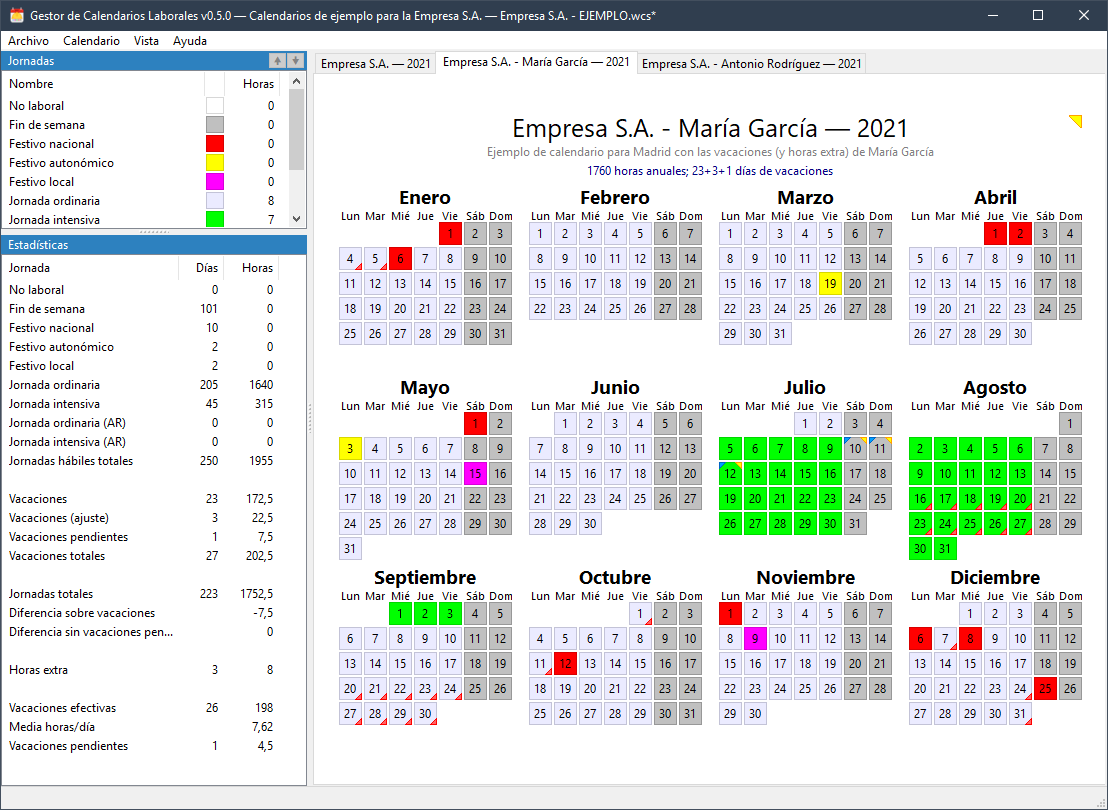 Gestor de Calendarios Laborales v0.5.0 — Calendarios de ejemplo para la Empresa S.A. — Empresa S.A. - EJEMPLO.wcs*
Archivo Calendario Vista Ayuda
Jornadas
Nombre Horas
No laboral 0
Fin de semana 0
Festivo nacional 0
Festivo autonómico 0
Festivo local 0
Jornada ordinaria 8
Jornada intensiva 7
Estadísticas
Jornada Días Horas
No laboral 0 0
Fin de semana 101 0
Festivo nacional 10 0
Festivo autonómico 2 0
Festivo local 2 0
Jornada ordinaria 205 1640
Jornada intensiva 45 315
Jornada ordinaria (AR) 0 0
Jornada intensiva (AR) 0 0
Jornadas hábiles totales 250 1955
Vacaciones 23 172,5
Vacaciones (ajuste) 3 22,5
Vacaciones pendientes 1 7,5
Vacaciones totales 27 202,5
Jornadas totales 223 1752,5
Diferencia sobre vacaciones -7,5
Diferencia sin vacaciones pen... 0
Horas extra 3 8
Vacaciones efectivas 26 198
Media horas/día 7,62
Vacaciones pendientes 1 4,5
Empresa S.A. — 2021 Empresa S.A. - María García — 2021 Empresa S.A. - Antonio Rodríguez — 2021
Empresa S.A. - María García — 2021
Ejemplo de calendario para Madrid con las vacaciones (y horas extra) de María García
1760 horas anuales; 23+3+1 días de vacaciones
Enero
Lun Mar Mié Jue Vie Sáb Dom
1 2 3
4 5 6 7 8 9 10
11 12 13 14 15 16 17
18 19 20 21 22 23 24
25 26 27 28 29 30 31
Febrero
Lun Mar Mié Jue Vie Sáb Dom
1 2 3 4 5 6 7
8 9 10 11 12 13 14
15 16 17 18 19 20 21
22 23 24 25 26 27 28
Marzo
Lun Mar Mié Jue Vie Sáb Dom
1 2 3 4 5 6 7
8 9 10 11 12 13 14
15 16 17 18 19 20 21
22 23 24 25 26 27 28
29 30 31
Abril
Lun Mar Mié Jue Vie Sáb Dom
1 2 3 4
5 6 7 8 9 10 11
12 13 14 15 16 17 18
19 20 21 22 23 24 25
26 27 28 29 30
Mayo
Lun Mar Mié Jue Vie Sáb Dom
1 2
3 4 5 6 7 8 9
10 11 12 13 14 15 16
17 18 19 20 21 22 23
24 25 26 27 28 29 30
31
Junio
Lun Mar Mié Jue Vie Sáb Dom
1 2 3 4 5 6
7 8 9 10 11 12 13
14 15 16 17 18 19 20
21 22 23 24 25 26 27
28 29 30
Julio
Lun Mar Mié Jue Vie Sáb Dom
1 2 3 4
5 6 7 8 9 10 11
12 13 14 15 16 17 18
19 20 21 22 23 24 25
26 27 28 29 30 31
Agosto
Lun Mar Mié Jue Vie Sáb Dom
1
2 3 4 5 6 7 8
9 10 11 12 13 14 15
16 17 18 19 20 21 22
23 24 25 26 27 28 29
30 31
Septiembre
Lun Mar Mié Jue Vie Sáb Dom
1 2 3 4 5
6 7 8 9 10 11 12
13 14 15 16 17 18 19
20 21 22 23 24 25 26
27 28 29 30
Octubre
Lun Mar Mié Jue Vie Sáb Dom
1 2 3
4 5 6 7 8 9 10
11 12 13 14 15 16 17
18 19 20 21 22 23 24
25 26 27 28 29 30 31
Noviembre
Lun Mar Mié Jue Vie Sáb Dom
1 2 3 4 5 6 7
8 9 10 11 12 13 14
15 16 17 18 19 20 21
22 23 24 25 26 27 28
29 30
Diciembre
Lun Mar Mié Jue Vie Sáb Dom
1 2 3 4 5
6 7 8 9 10 11 12
13 14 15 16 17 18 19
20 21 22 23 24 25 26
27 28 29 30 31